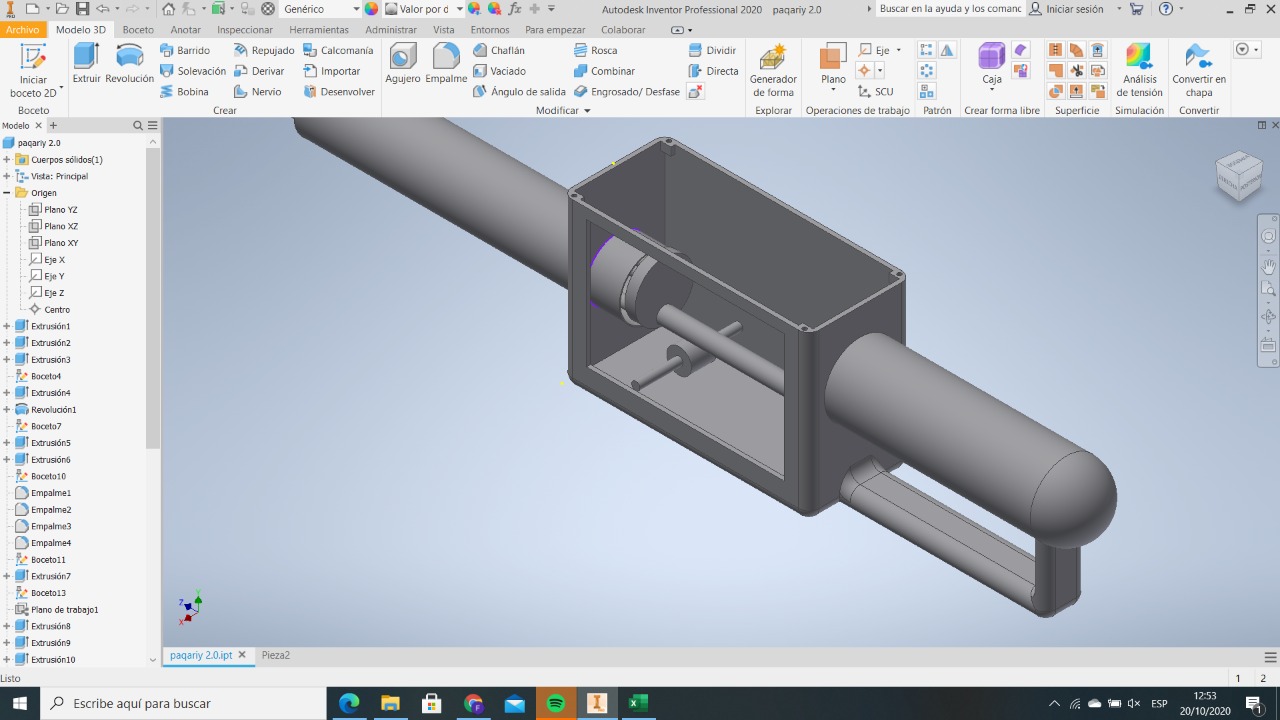 Genérico
Valor por d
Autodesk Inventor Professional 2020 paqariy 2.0
Buscar en la ayuda y los comanc
Iniciar sesión
Archivo Modelo 3D Boceto Anotar Inspeccionar Herramientas Administrar Vista Entornos Para empezar Colaborar
Iniciar
boceto 2D
Extruir
Revolución
Barrido
Solevación
Bobina
Repujado
Derivar
Nervio
Calcomanía
Importar
Desenvolver
Agujero
Empalme
Chaflán
Vaciado
Ángulo de salida
Rosca
Combinar
Engrosado/ Desfase
Dividir
Directa
Generador
de forma
Plano
Eje
SCU
Caja
Análisis
de tensión
Convertir en
chapa
Boceto Crear Modificar Explorar Operaciones de trabajo Patrón Crear forma libre Superficie Simulación Convertir
Modelo
paqariy 2.0
Cuerpos sólidos(1)
Vista: Principal
Origen
Plano YZ
Plano XZ
Plano XY
Eje X
Eje Y
Eje Z
Centro
Extrusión1
Extrusión2
Extrusión3
Boceto4
Extrusión4
Revolución1
Boceto7
Extrusión5
Extrusión6
Boceto10
Empalme1
Empalme2
Empalme3
Empalme4
Boceto11
Extrusión7
Boceto13
Plano de trabajo1
Extrusión8
Extrusión9
Extrusión10
Z
Y
X
paqariy 2.0.ipt
Pieza2
Listo
1 2
Escribe aquí para buscar
ESP
12:53
20/10/2020